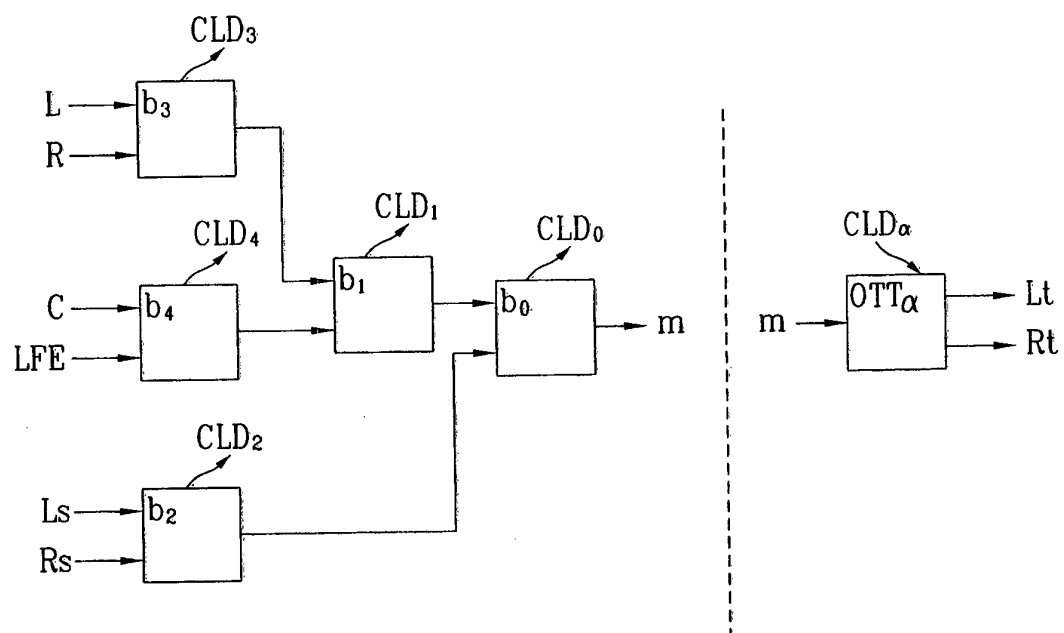 CLD₃
L
b₃
R
CLD₁
CLD₄
CLD₀
CLDα
C
b₄
b₁
b₀
m
m
OTTα
Lt
Rt
LFE
CLD₂
Ls
b₂
Rs